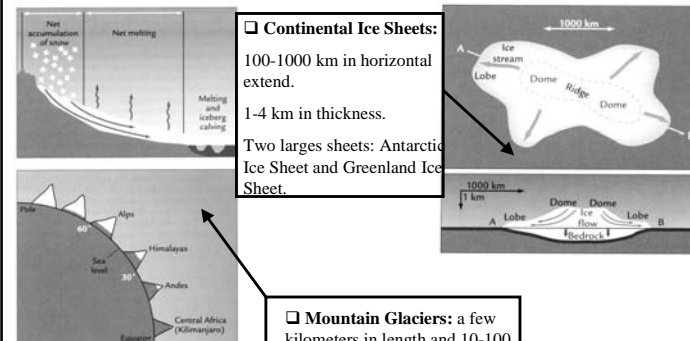 Net
accumulation
of snow
Net melting
Melting
and
iceberg
calving
❑ Continental Ice Sheets:
100-1000 km in horizontal
extend.
1-4 km in thickness.
Two larges sheets: Antarctic
Ice Sheet and Greenland Ice
Sheet.
1000 km
A
Ice
stream
Lobe
Dome
Ridge
Dome
1000 km
1 km
Dome Dome
A
Lobe
Ice
flow
Lobe
B
Bedrock
Pole
60°
Alps
Sea
level
Himalayas
30°
Andes
Central Africa
(Kilimanjaro)
Equator
❑ Mountain Glaciers: a few
kilometers in length and 10-100